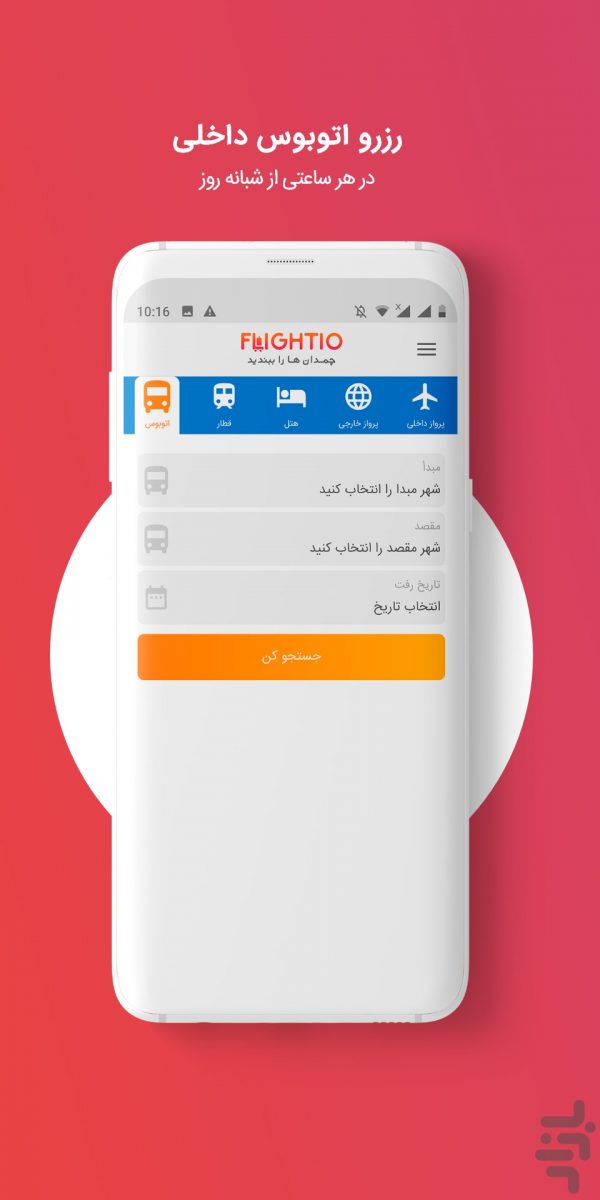 رزرو اتوبوس داخلی
در هر ساعتی از شبانه روز
10:16
x
FLIGHTIO
چمدان ها را ببندید
پرواز داخلی
پرواز خارجی
هتل
قطار
اتوبوس
مبدأ
شهر مبدا را انتخاب کنید
مقصد
شهر مقصد را انتخاب کنید
تاریخ رفت
انتخاب تاریخ
جستجو کن
بازار